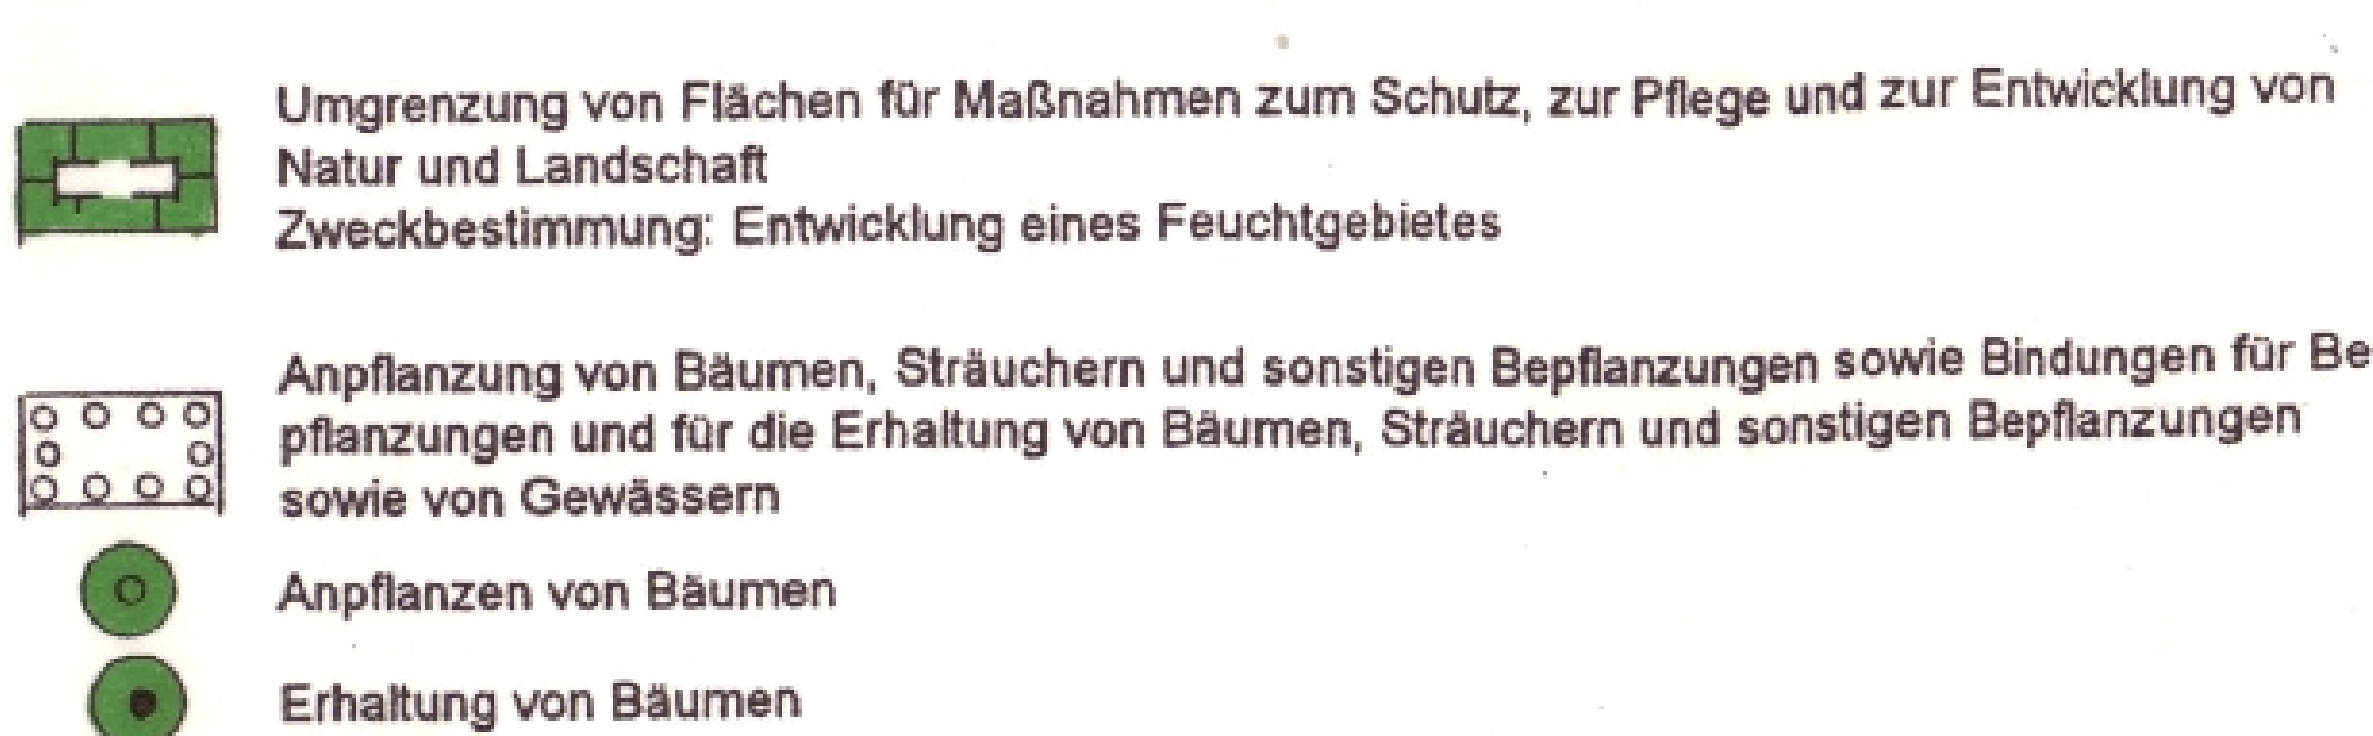 Umgrenzung von Flächen für Maßnahmen zum Schutz, zur Pflege und zur Entwicklung von
Natur und Landschaft
Zweckbestimmung: Entwicklung eines Feuchtgebietes
Anpflanzung von Bäumen, Sträuchern und sonstigen Bepflanzungen sowie Bindungen für Be
pflanzungen und für die Erhaltung von Bäumen, Sträuchern und sonstigen Bepflanzungen
sowie von Gewässern
Anpflanzen von Bäumen
Erhaltung von Bäumen